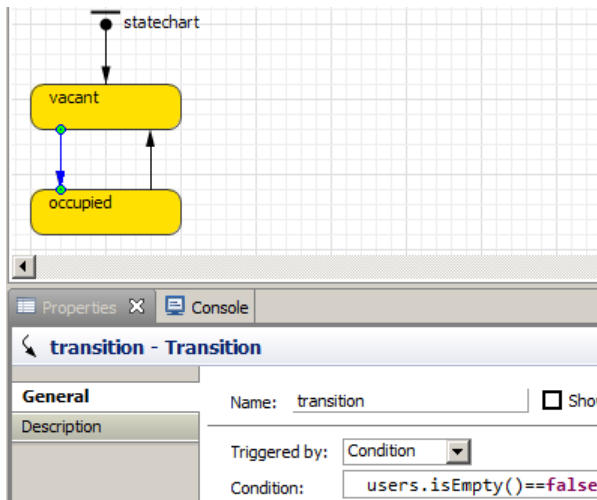 statechart
vacant
occupied
Properties Console
transition - Transition
General
Name: transition
Description
Triggered by: Condition
Condition: users.isEmpty()==false